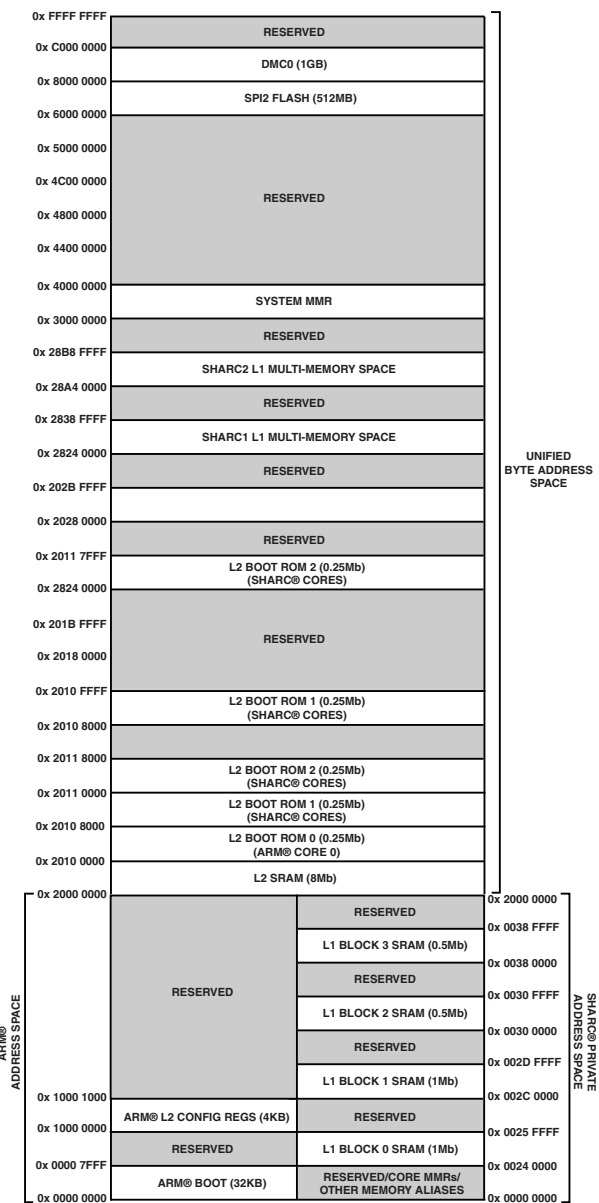 0x FFFF FFFF
RESERVED
0x C000 0000
DMC0 (1GB)
0x 8000 0000
SPI2 FLASH (512MB)
0x 6000 0000
0x 5000 0000
0x 4C00 0000
RESERVED
0x 4800 0000
0x 4400 0000
0x 4000 0000
SYSTEM MMR
0x 3000 0000
RESERVED
0x 28B8 FFFF
SHARC2 L1 MULTI-MEMORY SPACE
0x 28A4 0000
RESERVED
0x 2838 FFFF
SHARC1 L1 MULTI-MEMORY SPACE
0x 2824 0000
UNIFIED
BYTE ADDRESS
SPACE
RESERVED
0x 202B FFFF
0x 2028 0000
RESERVED
0x 2011 7FFF
L2 BOOT ROM 2 (0.25Mb)
(SHARC® CORES)
0x 2824 0000
0x 201B FFFF
RESERVED
0x 2018 0000
0x 2010 FFFF
L2 BOOT ROM 1 (0.25Mb)
(SHARC® CORES)
0x 2010 8000
0x 2011 8000
L2 BOOT ROM 2 (0.25Mb)
(SHARC® CORES)
0x 2011 0000
L2 BOOT ROM 1 (0.25Mb)
(SHARC® CORES)
0x 2010 8000
L2 BOOT ROM 0 (0.25Mb)
(ARM® CORE 0)
0x 2010 0000
L2 SRAM (8Mb)
0x 2000 0000
0x 2000 0000
RESERVED
0x 0038 FFFF
L1 BLOCK 3 SRAM (0.5Mb)
0x 0038 0000
RESERVED
RESERVED
0x 0030 FFFF
L1 BLOCK 2 SRAM (0.5Mb)
0x 0030 0000
RESERVED
0x 002D FFFF
L1 BLOCK 1 SRAM (1Mb)
0x 1000 1000
0x 002C 0000
ARM® L2 CONFIG REGS (4KB)
RESERVED
0x 1000 0000
0x 0025 FFFF
RESERVED
L1 BLOCK 0 SRAM (1Mb)
0x 0000 7FFF
0x 0024 0000
ARM® BOOT (32KB)
RESERVED/CORE MMRs/
OTHER MEMORY ALIASES
0x 0000 0000
0x 0000 0000
ARM®
ADDRESS SPACE
SHARC® PRIVATE
ADDRESS SPACE